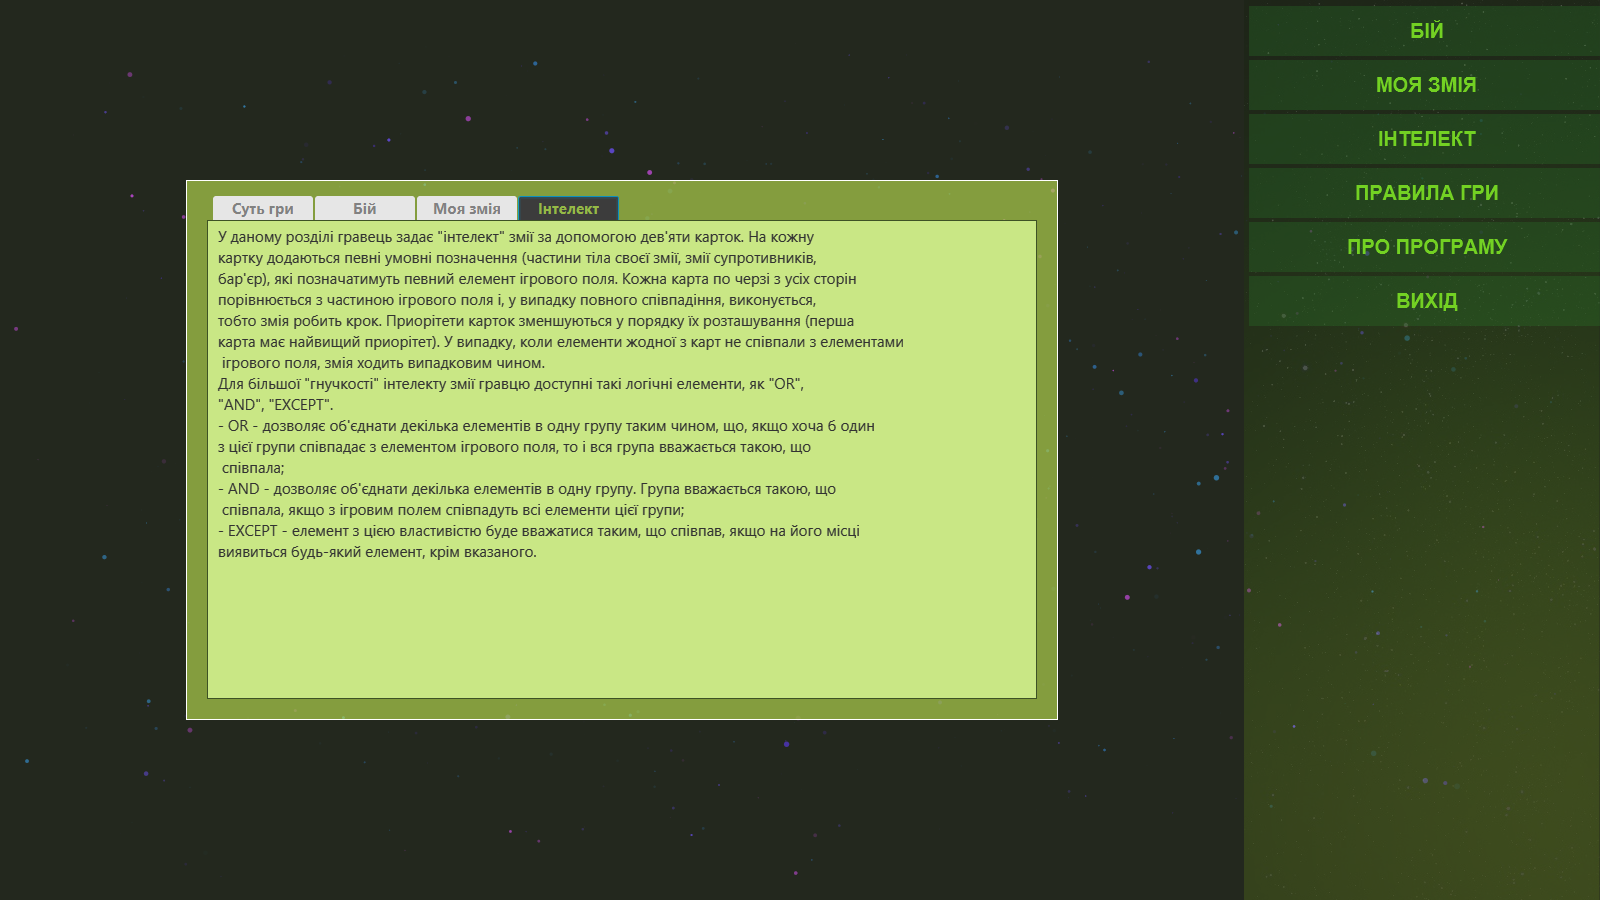 Суть гри
Бій
Моя змія
Інтелект
У даному розділі гравець задає "інтелект" змії за допомогою дев'яти карток. На кожну
картку додаються певні умовні позначення (частини тіла своєї змії, змії супротивників,
бар'єр), які позначатимуть певний елемент ігрового поля. Кожна карта по черзі з усіх сторін
порівнюється з частиною ігрового поля і, у випадку повного співпадіння, виконується,
тобто змія робить крок. Приорітети карток зменшуються у порядку їх розташування (перша
карта має найвищий приорітет). У випадку, коли елементи жодної з карт не співпали з елементами
ігрового поля, змія ходить випадковим чином.
Для більшої "гнучкості" інтелекту змії гравцю доступні такі логічні елементи, як "OR",
"AND", "EXCEPT".
- OR - дозволяє об'єднати декілька елементів в одну групу таким чином, що, якщо хоча б один
з цієї групи співпадає з елементом ігрового поля, то і вся група вважається такою, що
співпала;
- AND - дозволяє об'єднати декілька елементів в одну групу. Група вважається такою, що
співпала, якщо з ігровим полем співпадуть всі елементи цієї групи;
- EXCEPT - елемент з цією властивістю буде вважатися таким, що співпав, якщо на його місці
виявиться будь-який елемент, крім вказаного.
БІЙ
МОЯ ЗМІЯ
ІНТЕЛЕКТ
ПРАВИЛА ГРИ
ПРО ПРОГРАМУ
ВИХІД